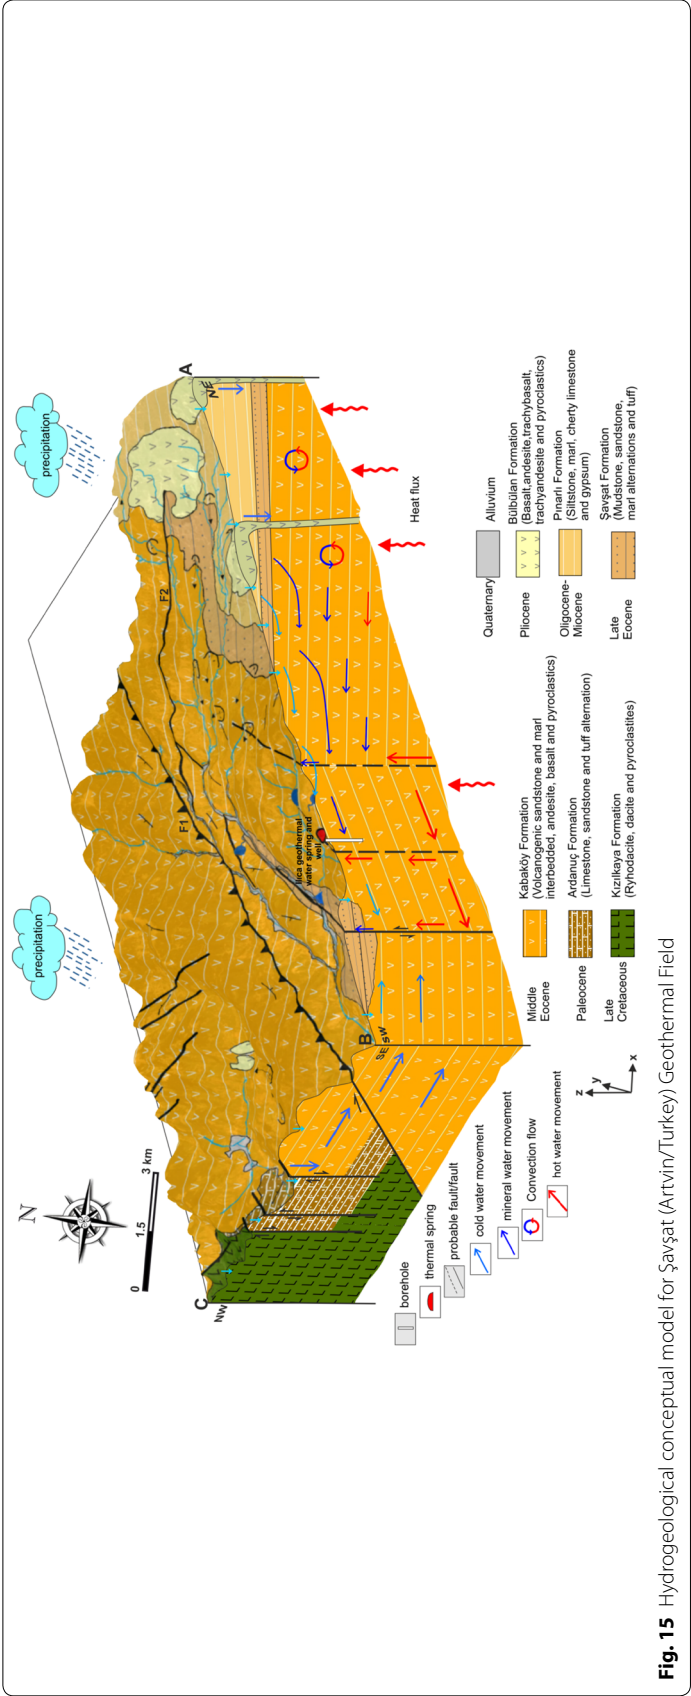 N
0
1.5
3 km
precipitation
precipitation
F1
F2
A
NE
B
SE
SW
C
NW
Ilıca geothermal
water spring and
well
Heat flux
borehole
thermal spring
probable fault/fault
cold water movement
mineral water movement
Convection flow
hot water movement
z
y
x
Middle
Eocene
Kabaköy Formation
(Volcanogenic sandstone and marl
interbedded, andesite, basalt and pyroclastics)
Paleocene
Ardanuç Formation
(Limestone, sandstone and tuff alternation)
Late
Cretaceous
Kızılkaya Formation
(Ryhodacite, dacite and pyroclastites)
Quaternary
Alluvium
Pliocene
Bülbülan Formation
(Basalt,andesite,trachybasalt,
trachyandesite and pyroclastics)
Oligocene-
Miocene
Pınarlı Formation
(Siltstone, marl, cherty limestone
and gypsum)
Late
Eocene
Şavşat Formation
(Mudstone, sandstone,
marl alternations and tuff)
Fig. 15 Hydrogeological conceptual model for Şavşat (Artvin/Turkey) Geothermal Field